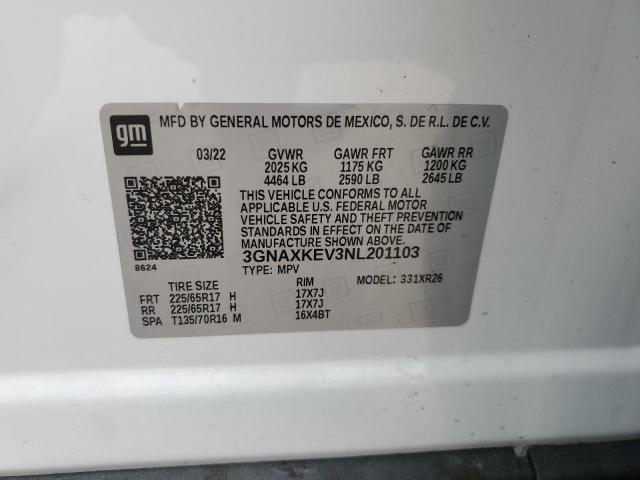 gm
MFD BY GENERAL MOTORS DE MEXICO, S. DE R.L. DE C.V.
03/22 GVWR GAWR FRT GAWR RR
2025 KG 1175 KG 1200 KG
4464 LB 2590 LB 2645 LB
THIS VEHICLE CONFORMS TO ALL
APPLICABLE U.S. FEDERAL MOTOR
VEHICLE SAFETY AND THEFT PREVENTION
STANDARDS IN EFFECT ON THE DATE OF
MANUFACTURE SHOWN ABOVE.
3GNAXKEV3NL201103
8624
TYPE: MPV
TIRE SIZE RIM MODEL: 331XR26
FRT 225/65R17 H 17X7J
RR 225/65R17 H 17X7J
SPA T135/70R16 M 16X4BT